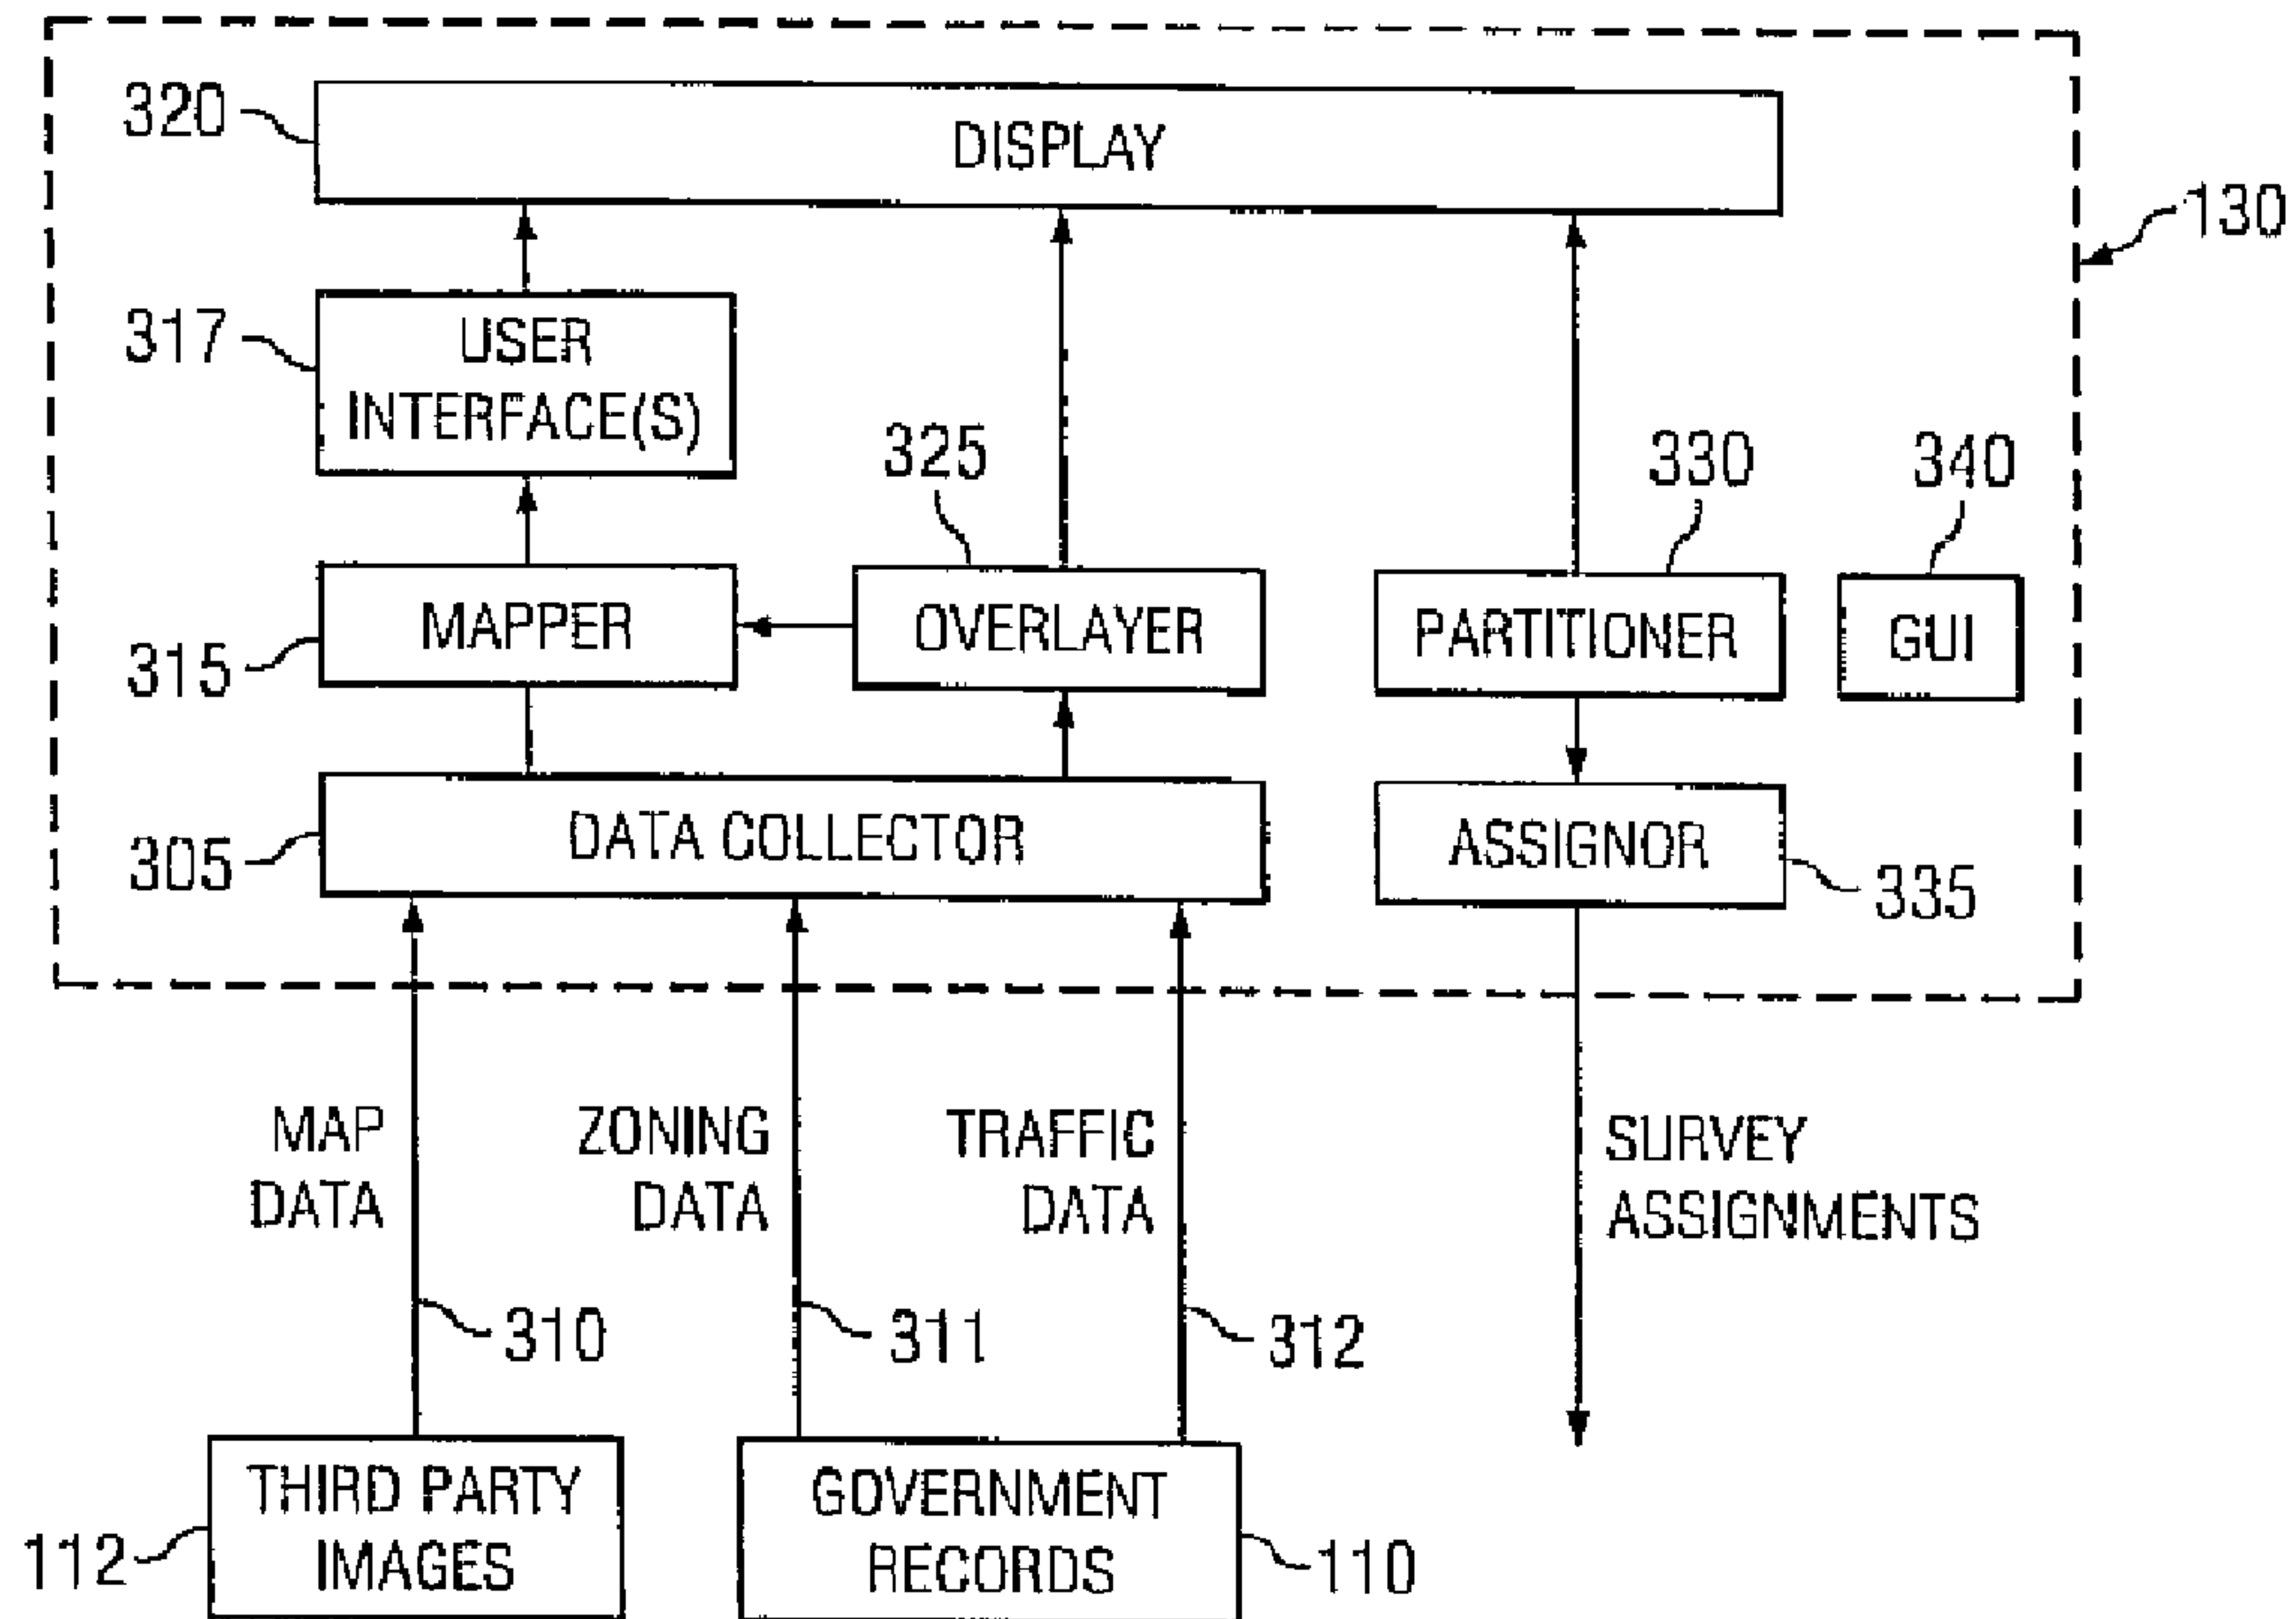 320
DISPLAY
130
317
USER
INTERFACE(S)
325
330
340
315
MAPPER
OVERLAYER
PARTITIONER
GUI
305
DATA COLLECTOR
ASSIGNOR
335
MAP
DATA
ZONING
DATA
TRAFFIC
DATA
SURVEY
ASSIGNMENTS
310
311
312
112
THIRD PARTY
IMAGES
GOVERNMENT
RECORDS
110